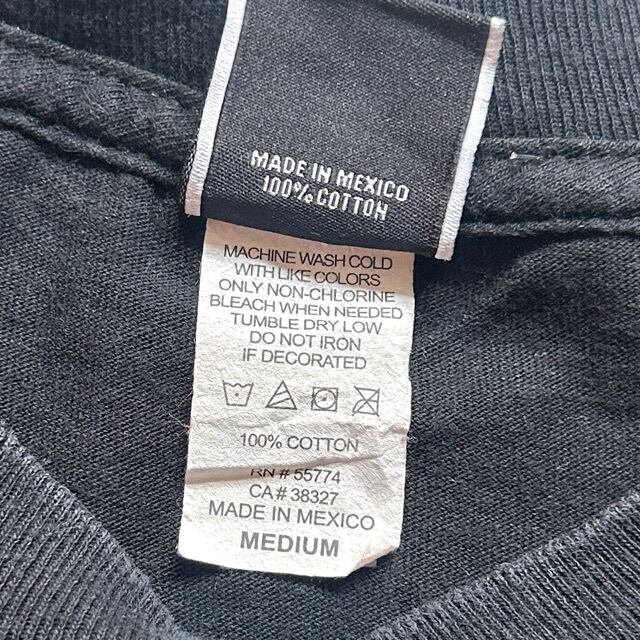 MADE IN MEXICO
100% COTTON
MACHINE WASH COLD
WITH LIKE COLORS
ONLY NON-CHLORINE
BLEACH WHEN NEEDED
TUMBLE DRY LOW
DO NOT IRON
IF DECORATED
100% COTTON
RN # 55774
CA # 38327
MADE IN MEXICO
MEDIUM